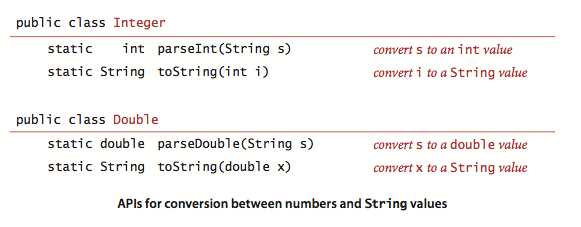 public class Integer
static int parseInt(String s) convert s to an int value
static String toString(int i) convert i to a String value
public class Double
static double parseDouble(String s) convert s to a double value
static String toString(double x) convert x to a String value
APIs for conversion between numbers and String values